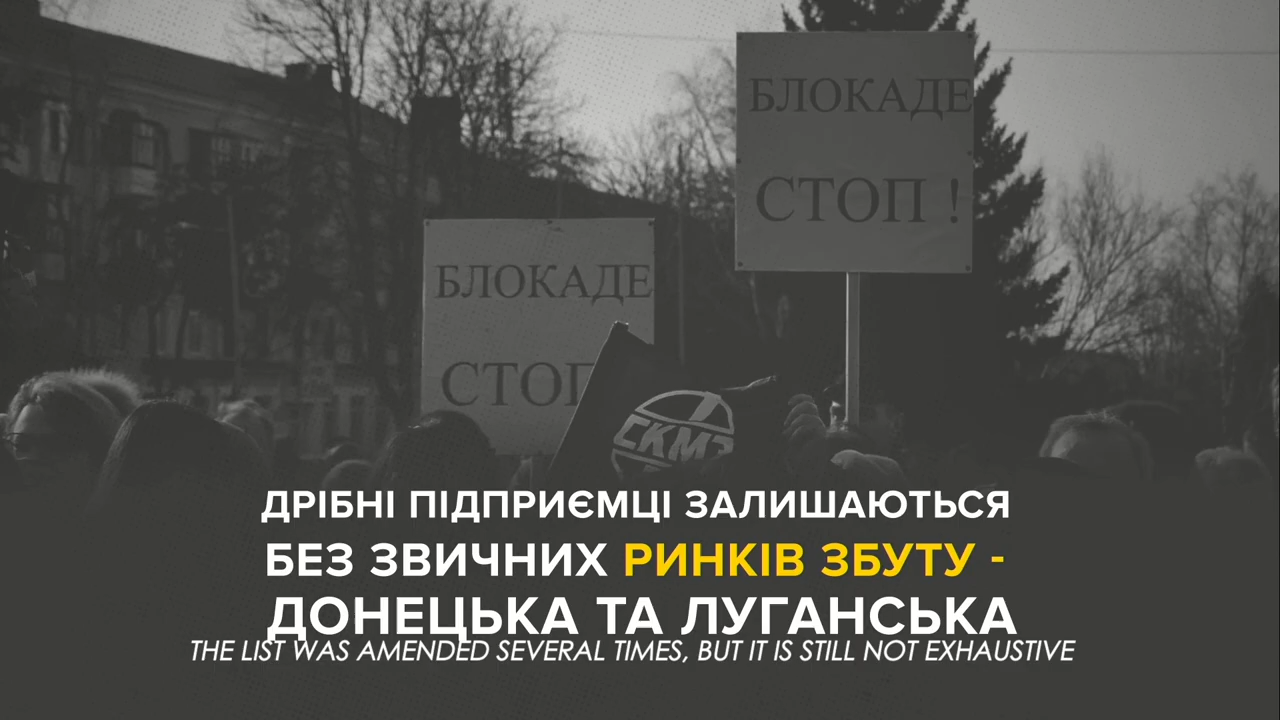 БЛОКАДЕ
СТОП !
БЛОКАДЕ
СТОП
СКМЗ
ДРІБНІ ПІДПРИЄМЦІ ЗАЛИШАЮТЬСЯ
БЕЗ ЗВИЧНИХ РИНКІВ ЗБУТУ -
ДОНЕЦЬКА ТА ЛУГАНСЬКА
THE LIST WAS AMENDED SEVERAL TIMES, BUT IT IS STILL NOT EXHAUSTIVE